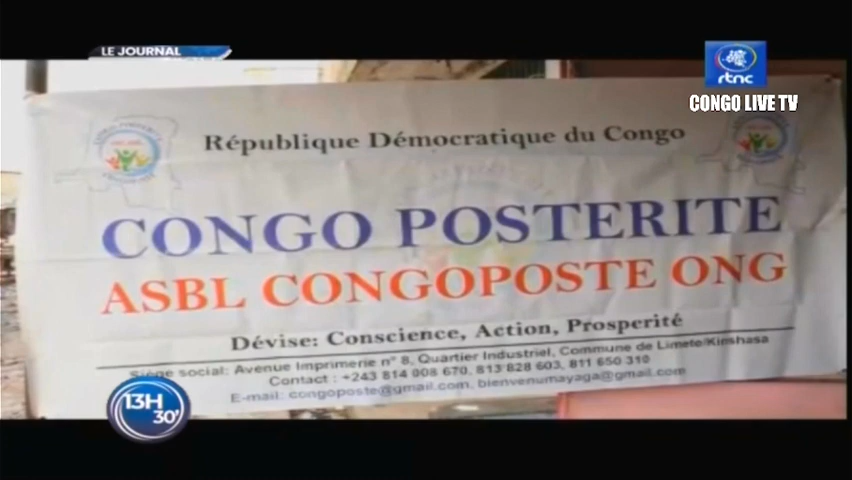 LE JOURNAL
rtnc
CONGO LIVE TV
République Démocratique du Congo
CONGO POSTERITE
ASBL CONGOPOSTE ONG
Dévise: Conscience, Action, Prosperité
Siège social: Avenue Imprimerie n° 8, Quartier Industriel, Commune de Limete/Kinshasa
Contact : +243 814 008 670, 813 828 603, 811 650 310
E-mail: congoposte@gmail.com, bienvenumayaga@gmail.com
13H
30'